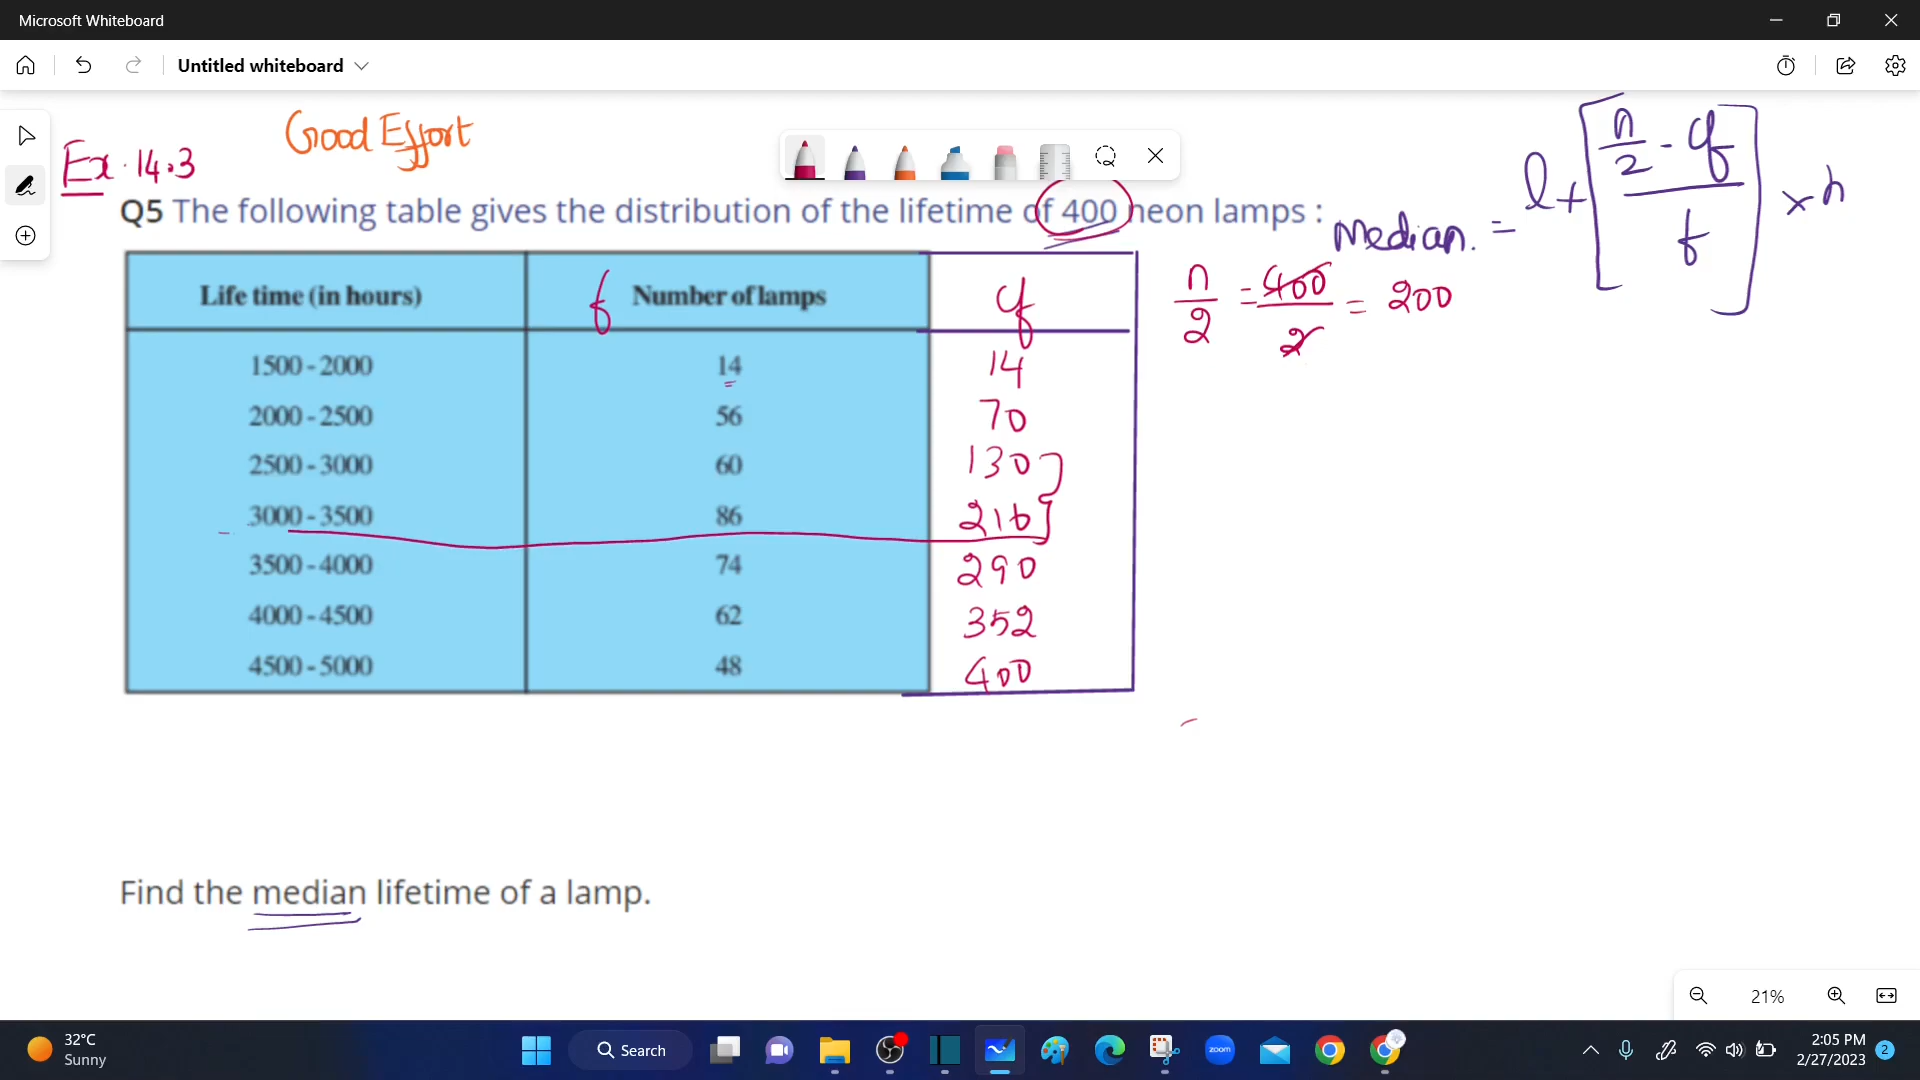 Microsoft Whiteboard
Untitled whiteboard
Good Effort
Ex. 14.3
Q5 The following table gives the distribution of the lifetime of 400 neon lamps :
Median. = l + [ n/2 - cf / f ] × h
Life time (in hours) f Number of lamps cf
n/2 = 400/2 = 200
1500 - 2000 14 14
2000 - 2500 56 70
2500 - 3000 60 130
3000 - 3500 86 216
3500 - 4000 74 290
4000 - 4500 62 352
4500 - 5000 48 400
Find the median lifetime of a lamp.
21%
32°C
Sunny
Search
zoom
2:05 PM
2/27/2023
2